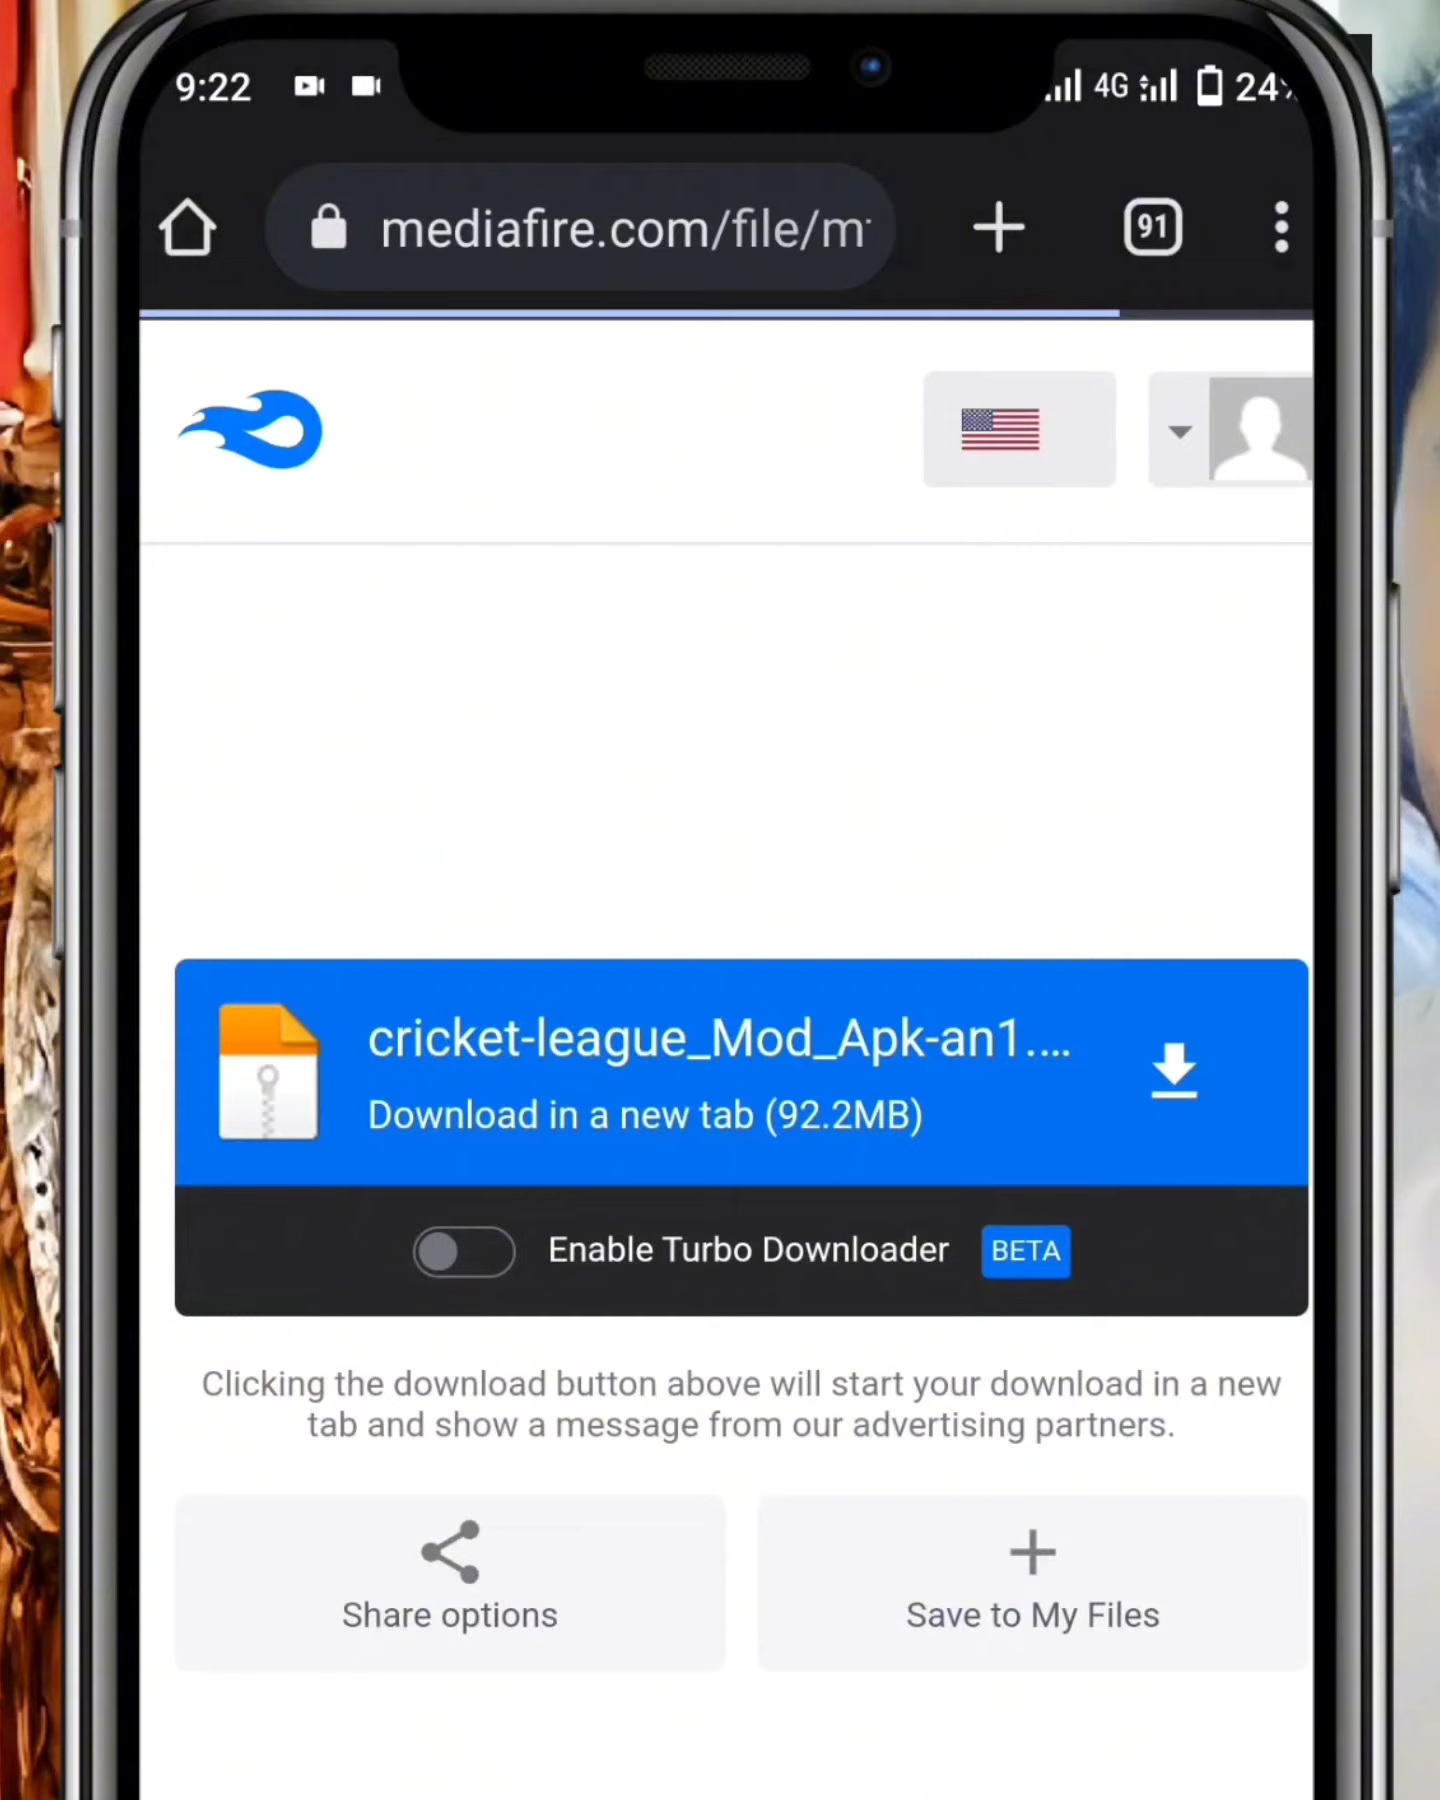 9:22
4G
24%
mediafire.com/file/m
91
cricket-league_Mod_Apk-an1....
Download in a new tab (92.2MB)
Enable Turbo Downloader
BETA
Clicking the download button above will start your download in a new
tab and show a message from our advertising partners.
Share options
Save to My Files